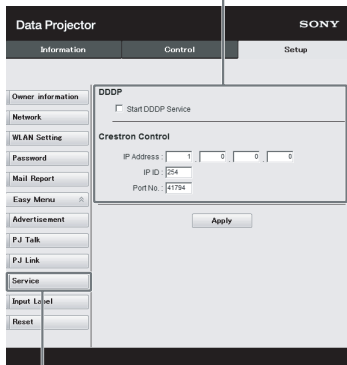 Data Projector SONY
Information Control Setup
Owner information
Network
WLAN Setting
Password
Mail Report
Easy Menu
Advertisement
PJ Talk
PJ Link
Service
Input Label
Reset
DDDP
Start DDDP Service
Crestron Control
IP Address : 1 . 0 . 0 . 0
IP ID : 254
Port No. : 41794
Apply